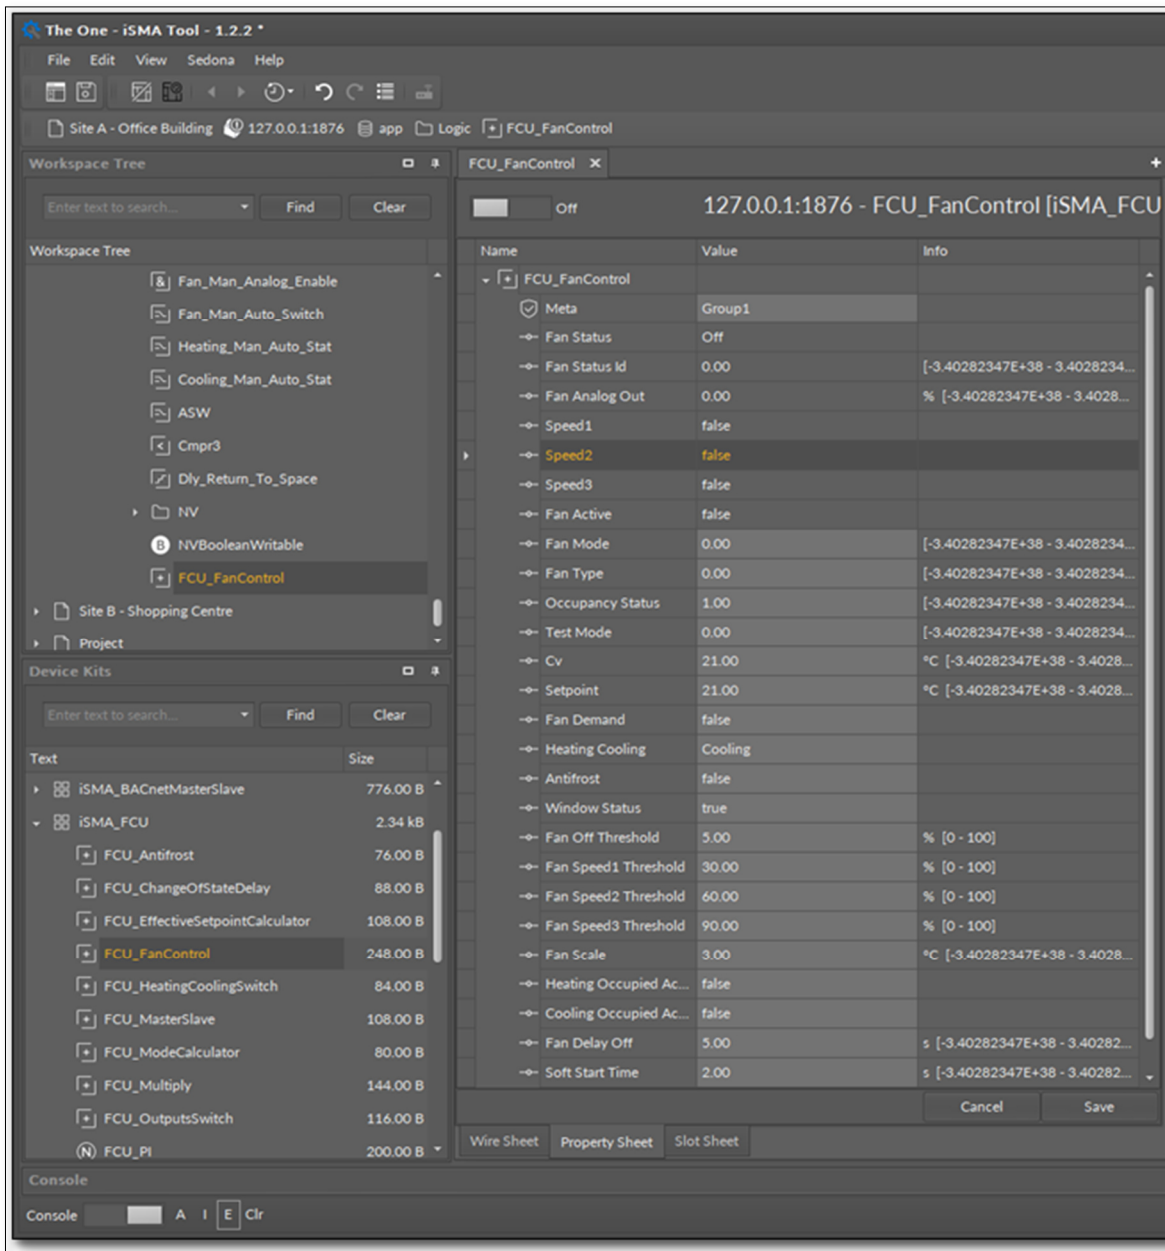 The One - iSMA Tool - 1.2.2 *
File Edit View Sedona Help
Site A - Office Building 127.0.0.1:1876 app Logic FCU_FanControl
Workspace Tree
Enter text to search... Find Clear
Workspace Tree
Fan_Man_Analog_Enable
Fan_Man_Auto_Switch
Heating_Man_Auto_Stat
Cooling_Man_Auto_Stat
ASW
Cmpr3
Dly_Return_To_Space
NV
NVBooleanWritable
FCU_FanControl
Site B - Shopping Centre
Project
Device Kits
Enter text to search... Find Clear
Text Size
iSMA_BACnetMasterSlave 776.00 B
iSMA_FCU 2.34 kB
FCU_Antifrost 76.00 B
FCU_ChangeOfStateDelay 88.00 B
FCU_EffectiveSetpointCalculator 108.00 B
FCU_FanControl 248.00 B
FCU_HeatingCoolingSwitch 84.00 B
FCU_MasterSlave 108.00 B
FCU_ModeCalculator 80.00 B
FCU_Multiply 144.00 B
FCU_OutputsSwitch 116.00 B
N FCU_PI 200.00 B
FCU_FanControl
Off 127.0.0.1:1876 - FCU_FanControl [iSMA_FCU
Name Value Info
FCU_FanControl
Meta Group1
Fan Status Off
Fan Status Id 0.00 [-3.40282347E+38 - 3.4028234...
Fan Analog Out 0.00 % [-3.40282347E+38 - 3.4028...
Speed1 false
Speed2 false
Speed3 false
Fan Active false
Fan Mode 0.00 [-3.40282347E+38 - 3.4028234...
Fan Type 0.00 [-3.40282347E+38 - 3.4028234...
Occupancy Status 1.00 [-3.40282347E+38 - 3.4028234...
Test Mode 0.00 [-3.40282347E+38 - 3.4028234...
Cv 21.00 °C [-3.40282347E+38 - 3.4028...
Setpoint 21.00 °C [-3.40282347E+38 - 3.4028...
Fan Demand false
Heating Cooling Cooling
Antifrost false
Window Status true
Fan Off Threshold 5.00 % [0 - 100]
Fan Speed1 Threshold 30.00 % [0 - 100]
Fan Speed2 Threshold 60.00 % [0 - 100]
Fan Speed3 Threshold 90.00 % [0 - 100]
Fan Scale 3.00 °C [-3.40282347E+38 - 3.4028...
Heating Occupied Ac... false
Cooling Occupied Ac... false
Fan Delay Off 5.00 s [-3.40282347E+38 - 3.40282...
Soft Start Time 2.00 s [-3.40282347E+38 - 3.40282...
Cancel Save
Wire Sheet Property Sheet Slot Sheet
Console
Console A I E Clr